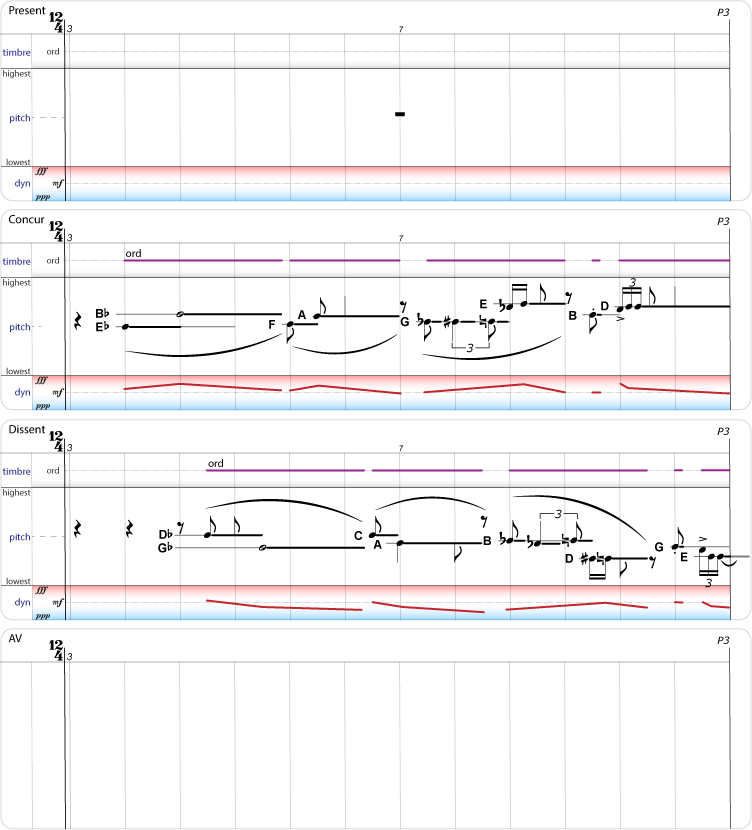 Present
12
4
P3
3
7
timbre ord
highest
pitch
lowest
fff
dyn mf
ppp
Concur
12
4
P3
3
7
ord
timbre ord
highest
3
E D
B♭ A
B
F G
E♭
pitch
3
lowest
fff
dyn mf
ppp
Dissent
12
4
P3
3
7
ord
timbre ord
highest
3
D♭ C
pitch
B
G♭ A G
D E
3
lowest
fff
dyn mf
ppp
AV
12
4
P3
3